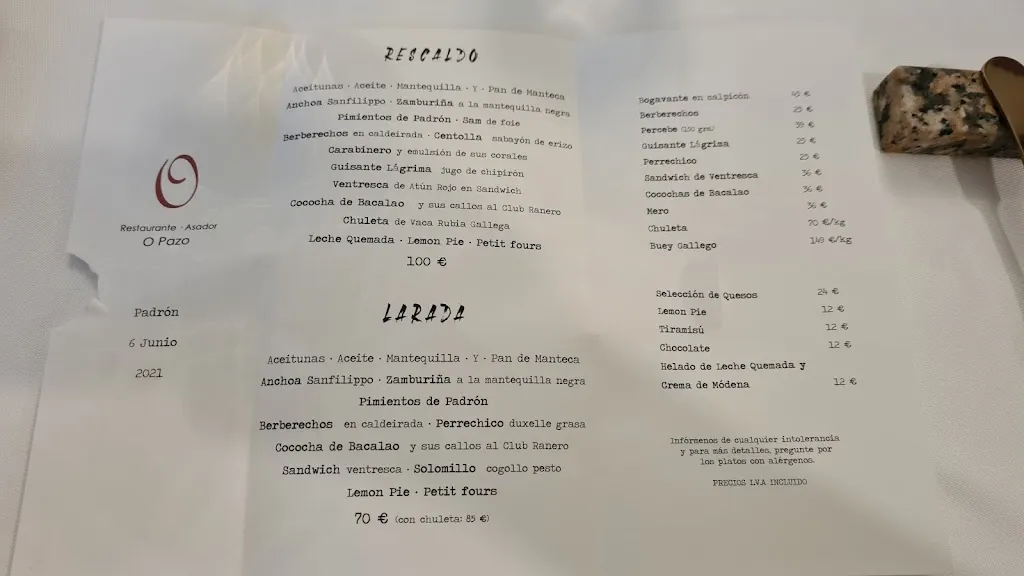 O
Restaurante · Asador
O Pazo
Padrón
6 Junio
2021
RESCALDO
Aceitunas · Aceite · Mantequilla · Y · Pan de Manteca
Anchoa Sanfilippo · Zamburiña a la mantequilla negra
Pimientos de Padrón · Sam de foie
Berberechos en caldeirada · Centolla sabayón de erizo
Carabinero y emulsión de sus corales
Guisante Lágrima jugo de chipirón
Ventresca de Atún Rojo en Sandwich
Cococha de Bacalao y sus callos al Club Ranero
Chuleta de Vaca Rubia Gallega
Leche Quemada · Lemon Pie · Petit fours
100 €
LARADA
Aceitunas · Aceite · Mantequilla · Y · Pan de Manteca
Anchoa Sanfilippo · Zamburiña a la mantequilla negra
Pimientos de Padrón
Berberechos en caldeirada · Perrechico duxelle grasa
Cococha de Bacalao y sus callos al Club Ranero
Sandwich ventresca · Solomillo cogollo pesto
Lemon Pie · Petit fours
70 € (con chuleta: 85 €)
Bogavante en salpicón €
Berberechos 25 €
Percebe (150 grs) 39 €
Guisante Lágrima 25 €
Perrechico 25 €
Sandwich de Ventresca 36 €
Cocochas de Bacalao 36 €
Mero 36 €
Chuleta 70 €/kg
Buey Gallego 149 €/kg
Selección de Quesos 24 €
Lemon Pie 12 €
Tiramisú 12 €
Chocolate 12 €
Helado de Leche Quemada y
Crema de Módena 12 €
Infórmenos de cualquier intolerancia
y para más detalles, pregunte por
los platos con alérgenos.
PRECIOS I.V.A INCLUIDO